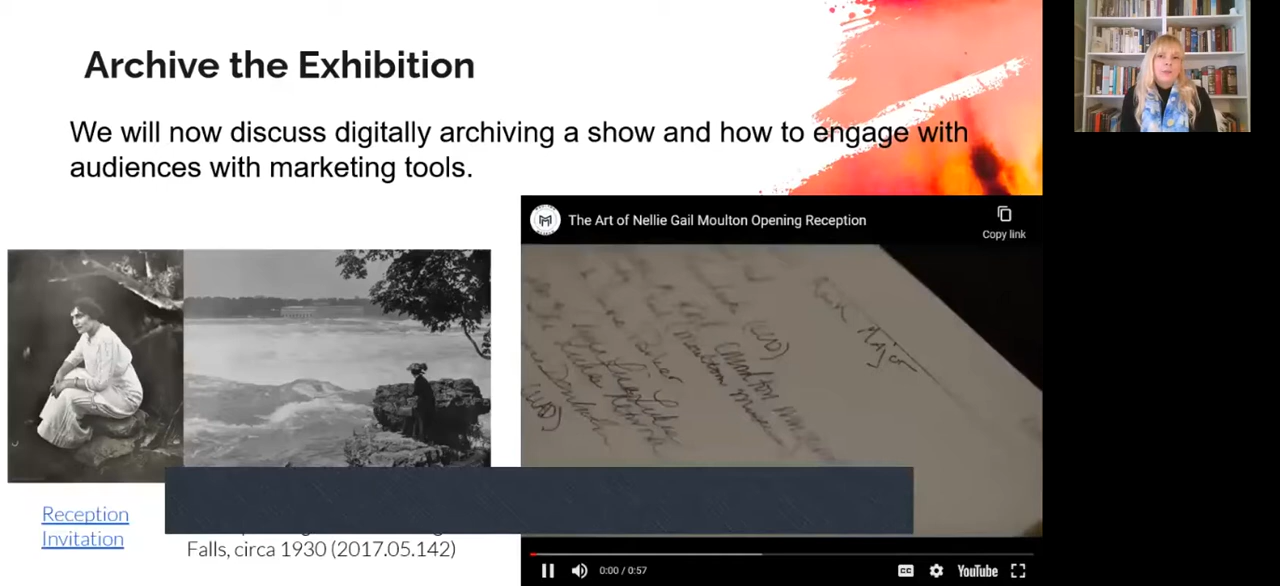 Archive the Exhibition
We will now discuss digitally archiving a show and how to engage with
audiences with marketing tools.
The Art of Nellie Gail Moulton Opening Reception
Copy link
Reception
Invitation
Falls, circa 1930 (2017.05.142)
0:00 / 0:57
CC
YouTube